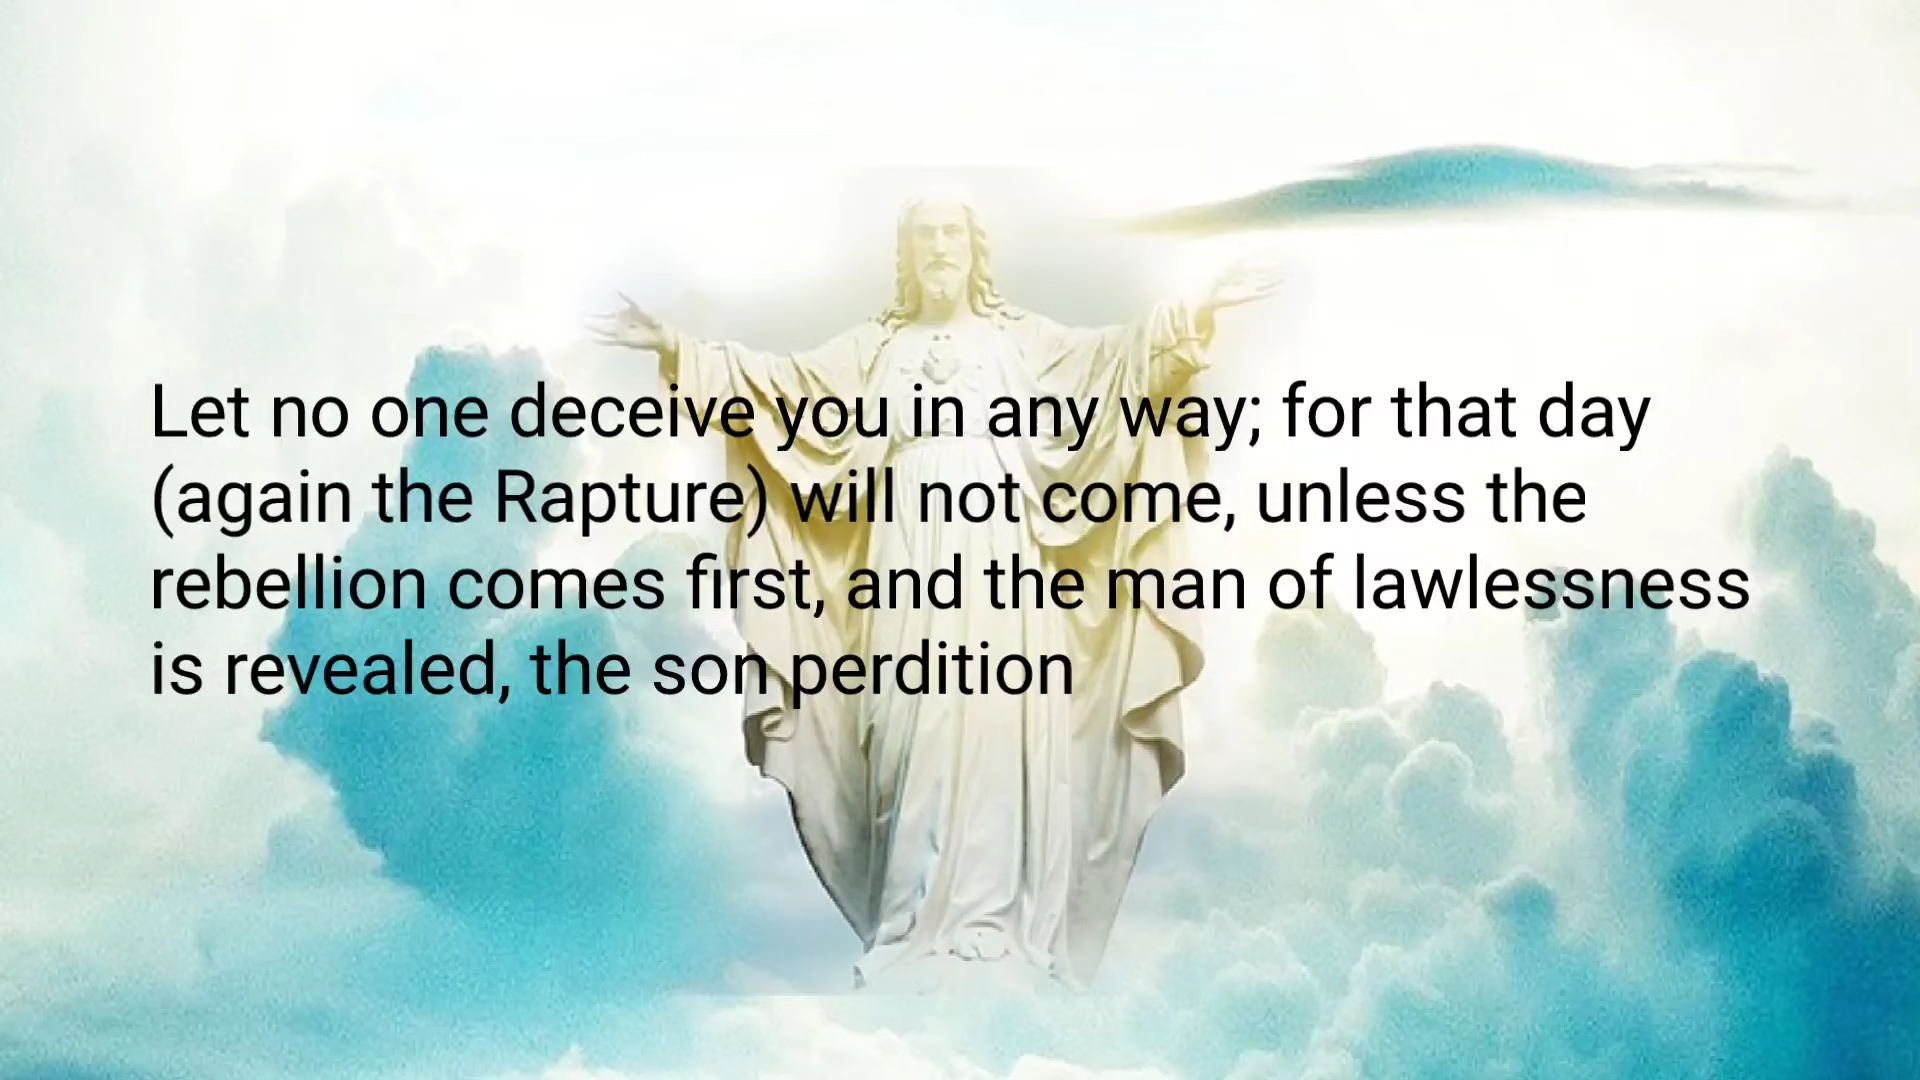 Let no one deceive you in any way; for that day
(again the Rapture) will not come, unless the
rebellion comes first, and the man of lawlessness
is revealed, the son perdition